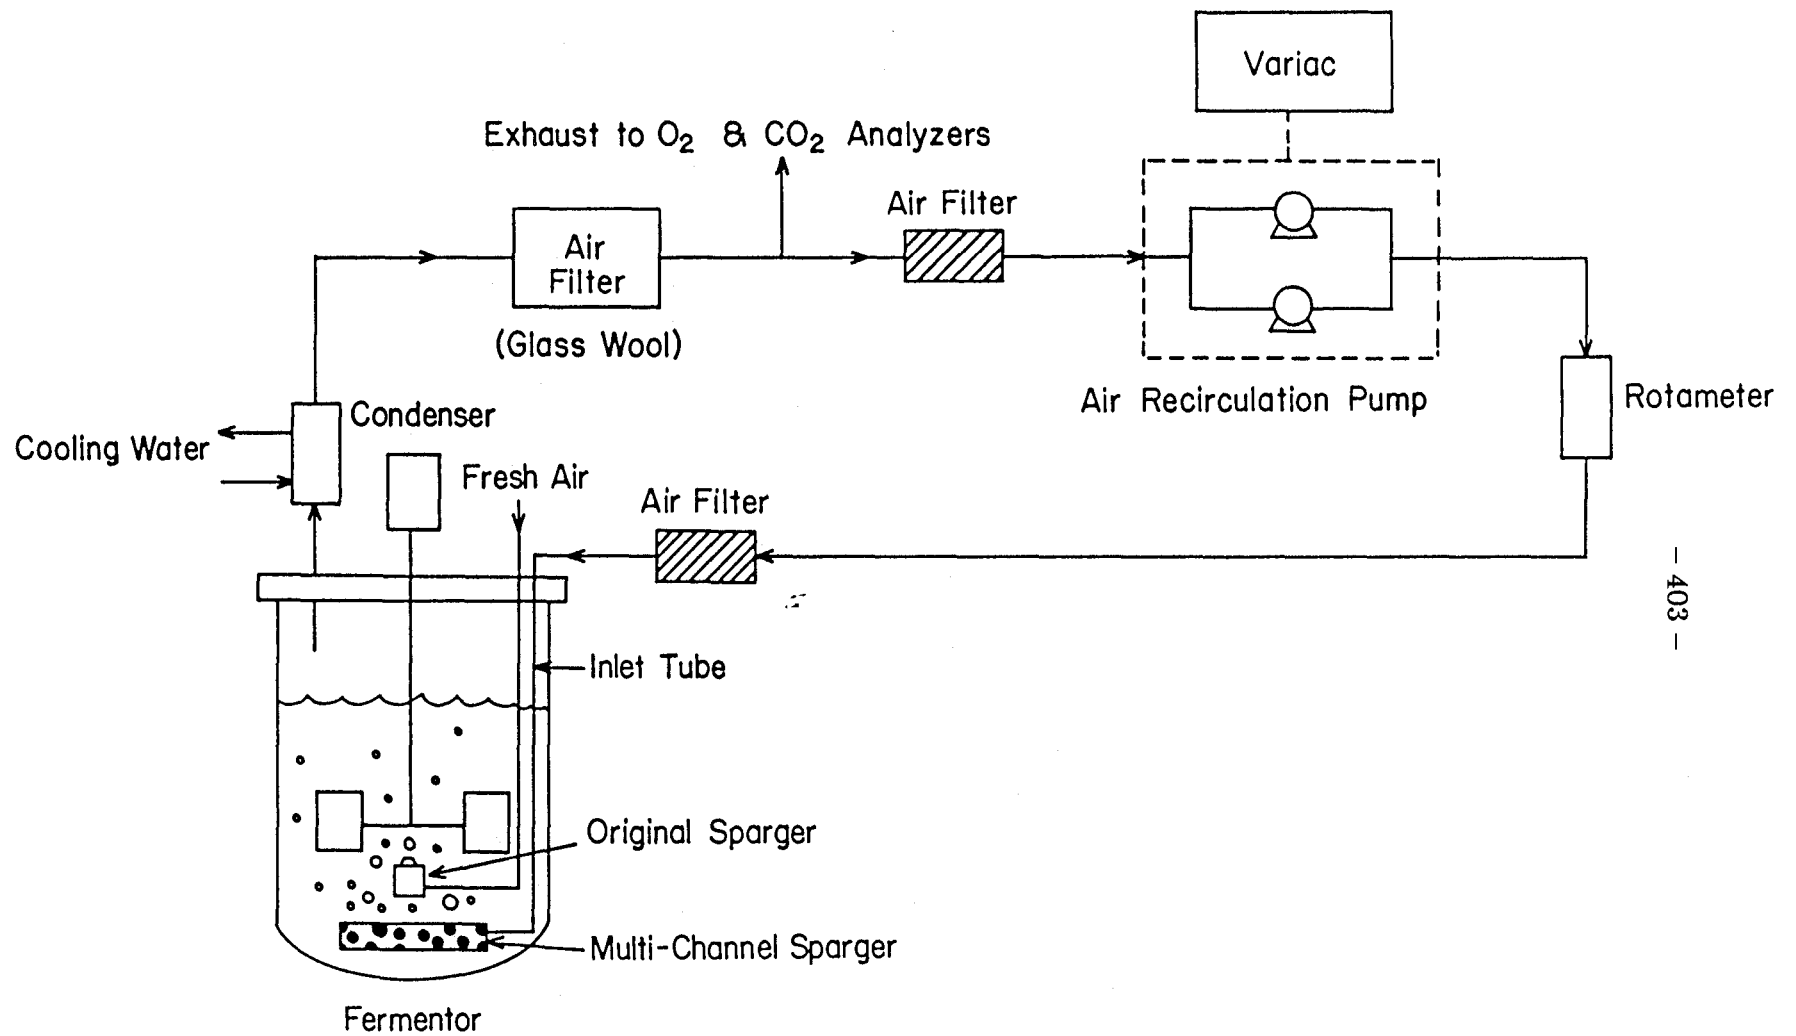 Variac
Exhaust to O₂ & CO₂ Analyzers
Air Filter
Air
Filter
(Glass Wool)
Air Recirculation Pump
Rotameter
Condenser
Cooling Water
Fresh Air
Air Filter
Inlet Tube
Original Sparger
Multi-Channel Sparger
Fermentor
- 403 -